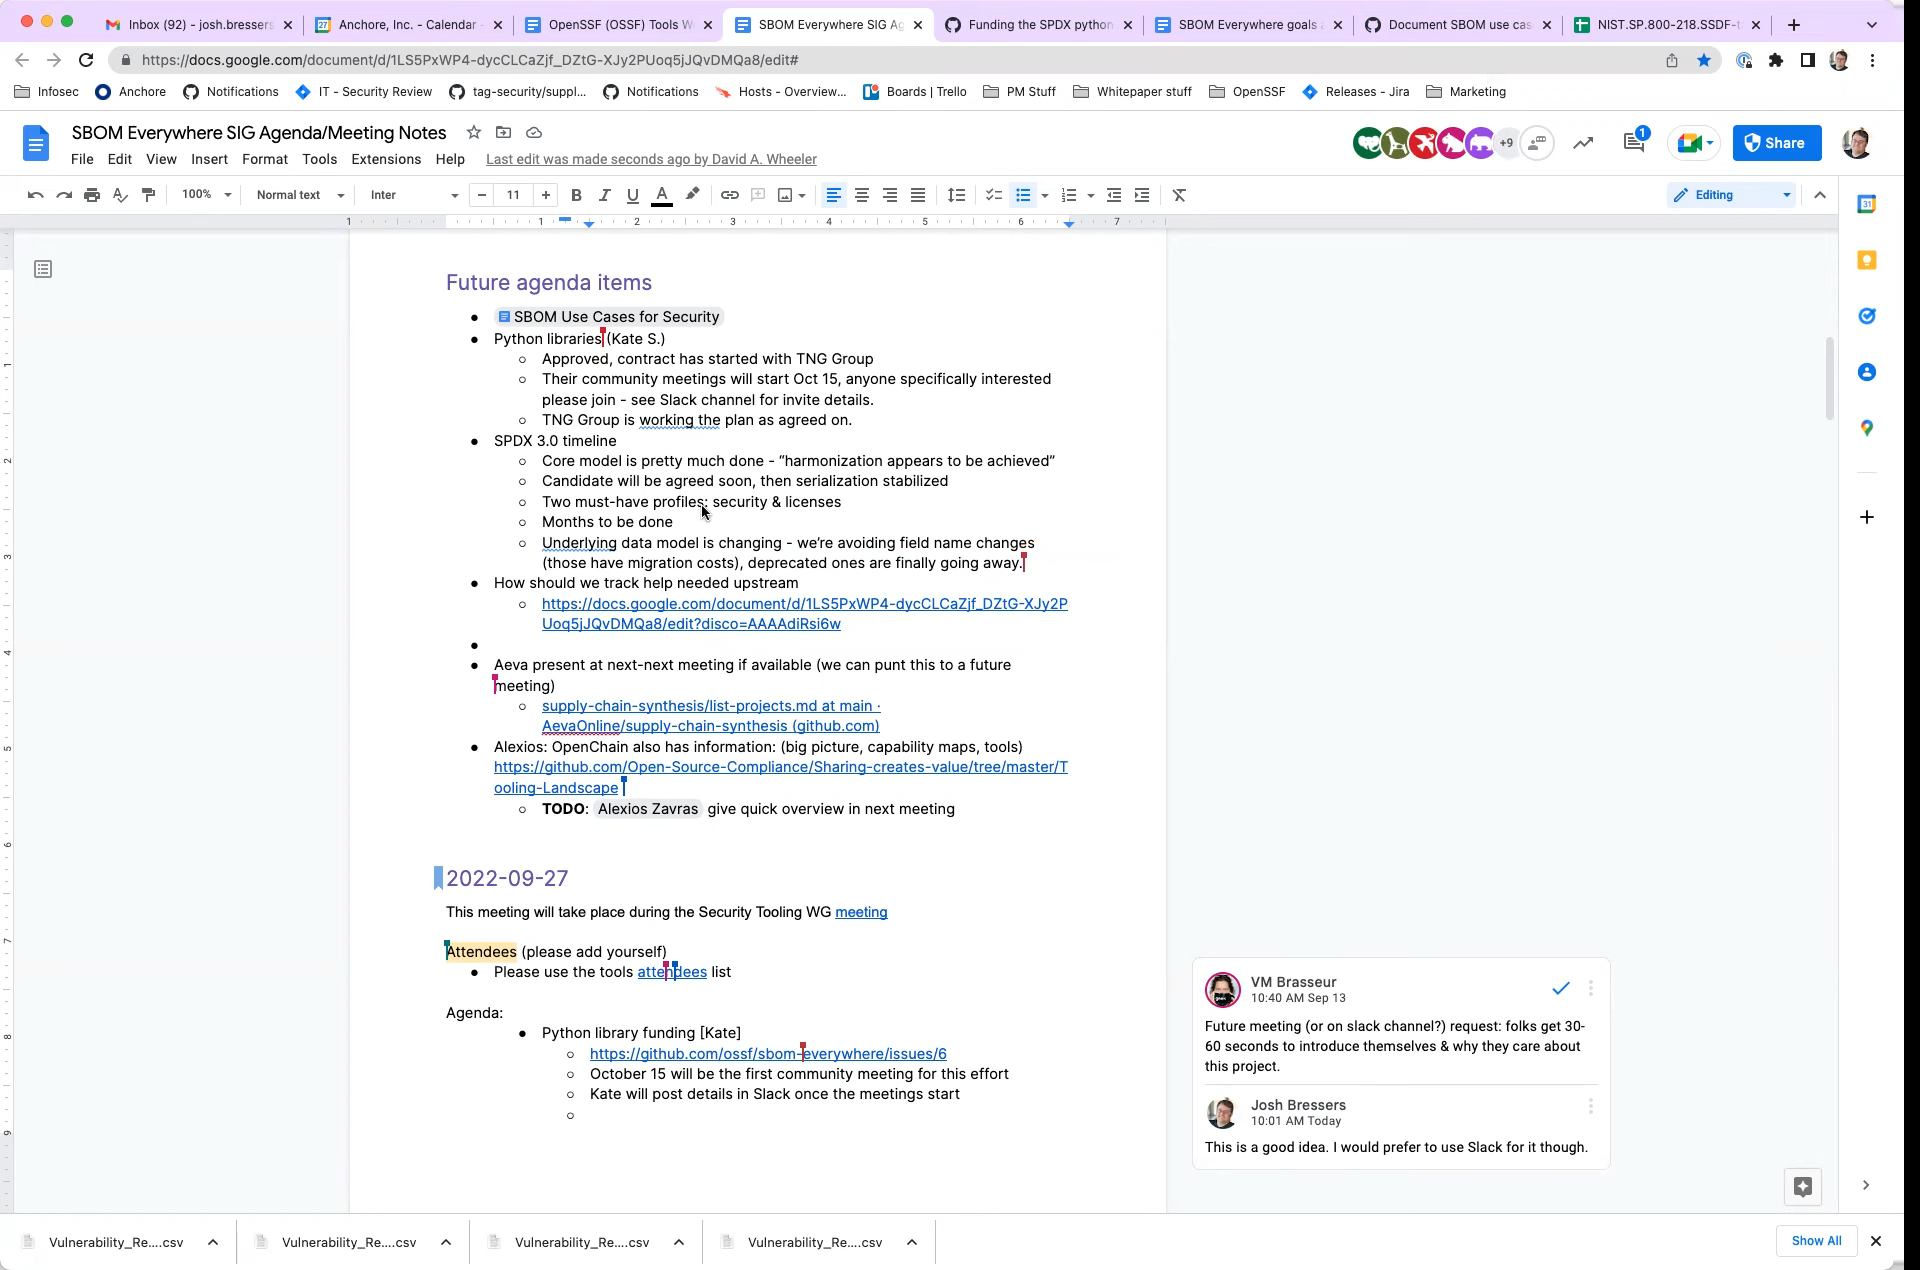 Inbox (92) - josh.bressers
Anchore, Inc. - Calendar -
OpenSSF (OSSF) Tools W
SBOM Everywhere SIG Ag
Funding the SPDX python
SBOM Everywhere goals a
Document SBOM use cas
NIST.SP.800-218.SSDF-t
https://docs.google.com/document/d/1LS5PxWP4-dycCLCaZjf_DZtG-XJy2PUoq5jJQvDMQa8/edit#
Infosec Anchore Notifications IT - Security Review tag-security/suppl... Notifications Hosts - Overview... Boards | Trello PM Stuff Whitepaper stuff OpenSSF Releases - Jira Marketing
SBOM Everywhere SIG Agenda/Meeting Notes
+9
1
Share
File Edit View Insert Format Tools Extensions Help Last edit was made seconds ago by David A. Wheeler
100% Normal text Inter 11 B I U A Editing
31
1 1 2 3 4 5 6 7
Future agenda items
● SBOM Use Cases for Security
● Python libraries (Kate S.)
○ Approved, contract has started with TNG Group
○ Their community meetings will start Oct 15, anyone specifically interested
please join - see Slack channel for invite details.
○ TNG Group is working the plan as agreed on.
● SPDX 3.0 timeline
○ Core model is pretty much done - “harmonization appears to be achieved”
○ Candidate will be agreed soon, then serialization stabilized
○ Two must-have profiles: security & licenses
○ Months to be done
○ Underlying data model is changing - we’re avoiding field name changes
(those have migration costs), deprecated ones are finally going away.
● How should we track help needed upstream
○ https://docs.google.com/document/d/1LS5PxWP4-dycCLCaZjf_DZtG-XJy2P
Uoq5jJQvDMQa8/edit?disco=AAAAdiRsi6w
●
● Aeva present at next-next meeting if available (we can punt this to a future
meeting)
○ supply-chain-synthesis/list-projects.md at main ·
AevaOnline/supply-chain-synthesis (github.com)
● Alexios: OpenChain also has information: (big picture, capability maps, tools)
https://github.com/Open-Source-Compliance/Sharing-creates-value/tree/master/T
ooling-Landscape
○ TODO: Alexios Zavras give quick overview in next meeting
2022-09-27
This meeting will take place during the Security Tooling WG meeting
Attendees (please add yourself)
● Please use the tools attendees list
Agenda:
● Python library funding [Kate]
○ https://github.com/ossf/sbom-everywhere/issues/6
○ October 15 will be the first community meeting for this effort
○ Kate will post details in Slack once the meetings start
○
1
2
3
4
5
6
7
8
9
VM Brasseur
10:40 AM Sep 13
Future meeting (or on slack channel?) request: folks get 30-
60 seconds to introduce themselves & why they care about
this project.
Josh Bressers
10:01 AM Today
This is a good idea. I would prefer to use Slack for it though.
Vulnerability_Re....csv Vulnerability_Re....csv Vulnerability_Re....csv Vulnerability_Re....csv Show All